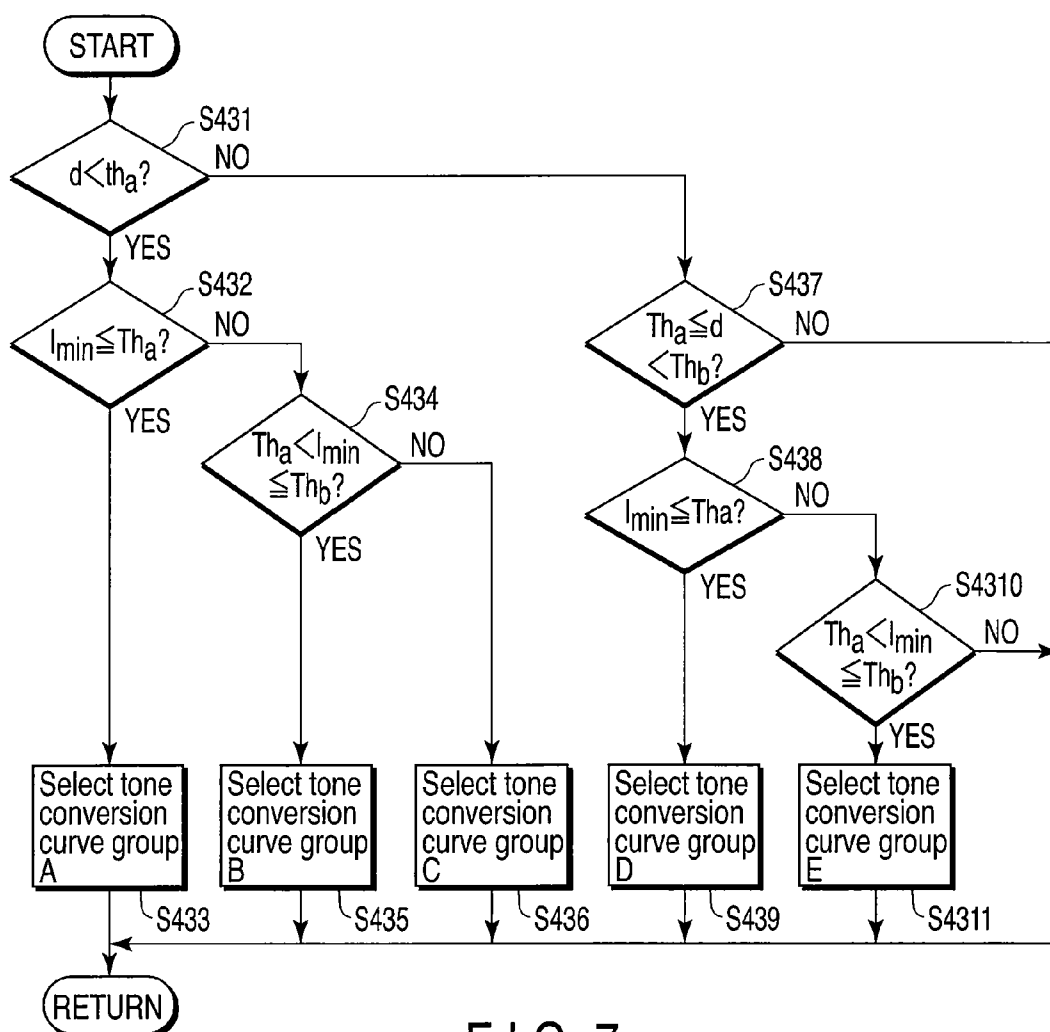 START
S431
d<tha?
NO
YES
S432
Imin≦Tha?
NO
YES
S434
Tha<Imin
≦Thb?
NO
YES
S437
Tha≦d
<Thb?
NO
YES
S438
Imin≦Tha?
NO
YES
S4310
Tha<Imin
≦Thb?
NO
YES
Select tone
conversion
curve group
A
S433
Select tone
conversion
curve group
B
S435
Select tone
conversion
curve group
C
S436
Select tone
conversion
curve group
D
S439
Select tone
conversion
curve group
E
S4311
RETURN